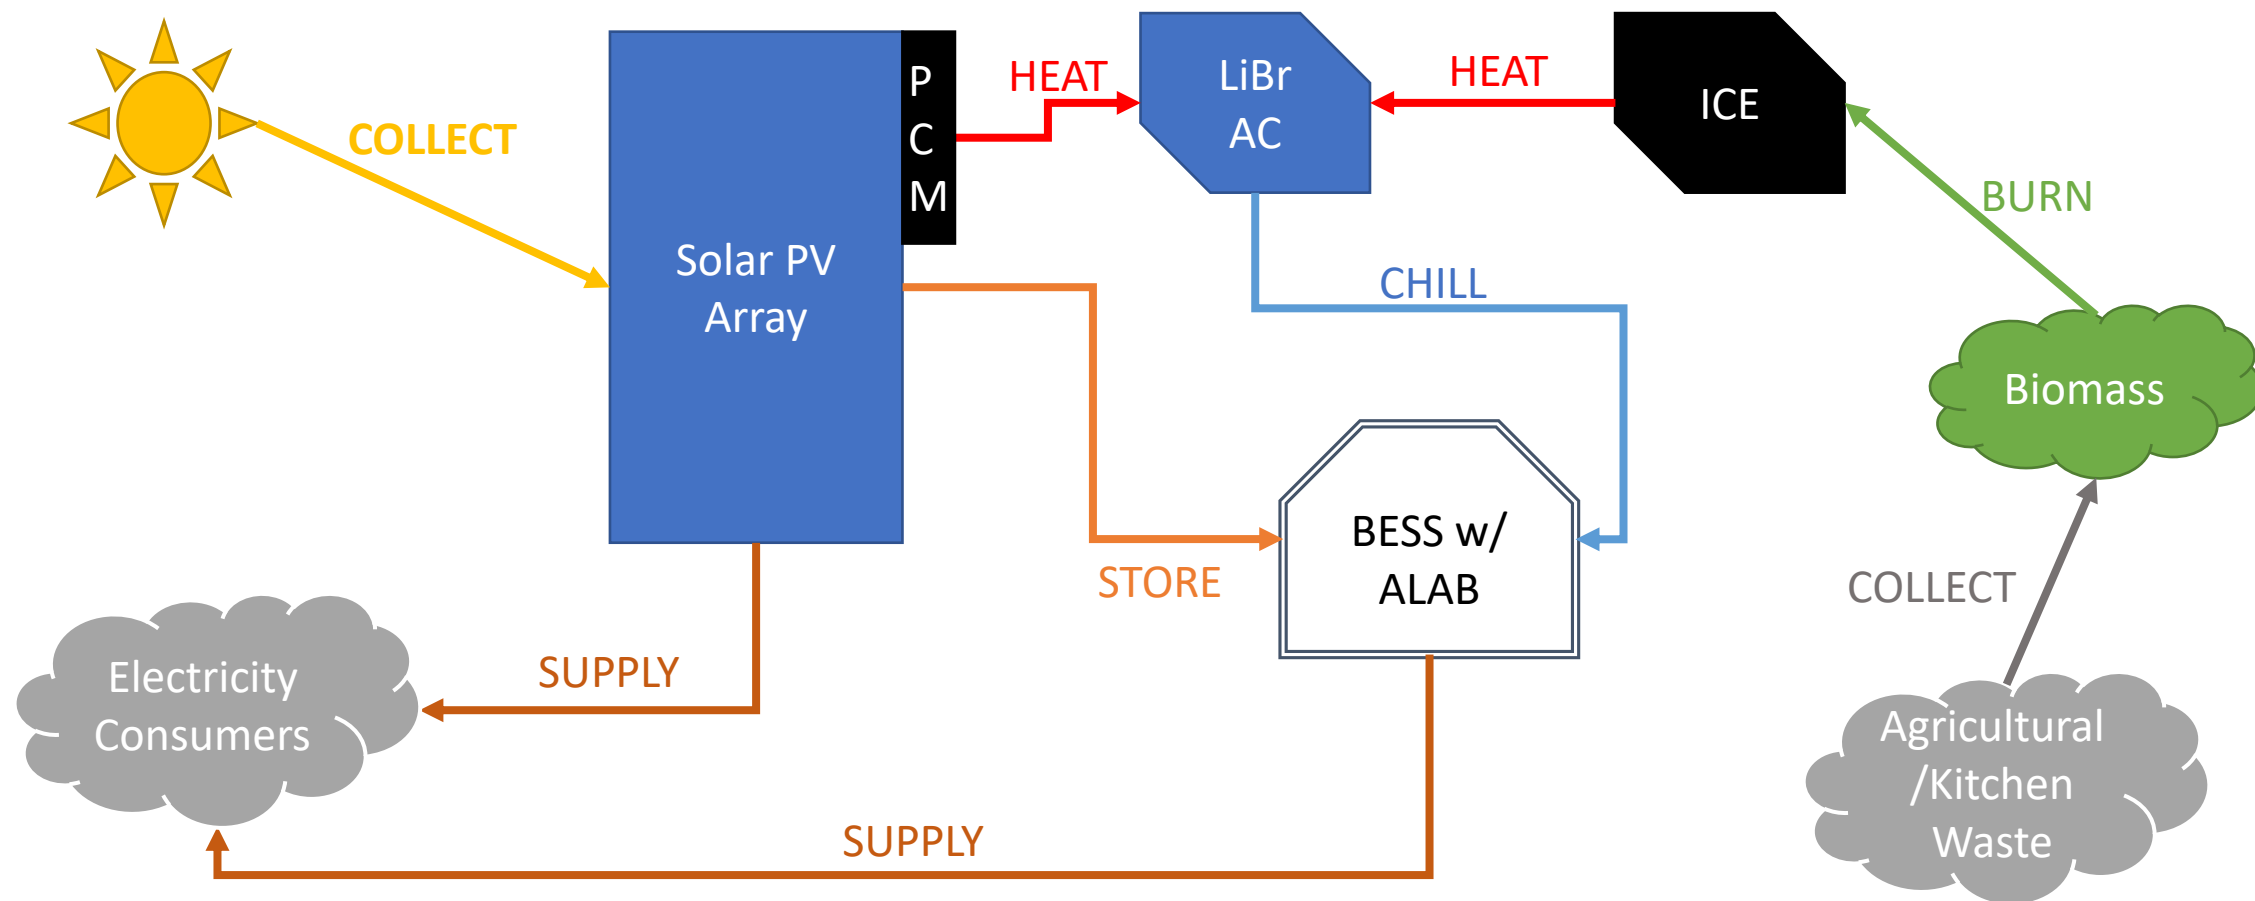 COLLECT
Solar PV
Array
P
C
M
HEAT
LiBr
AC
HEAT
ICE
BURN
CHILL
Biomass
STORE
BESS w/
ALAB
COLLECT
SUPPLY
Electricity
Consumers
SUPPLY
Agricultural
/Kitchen
Waste